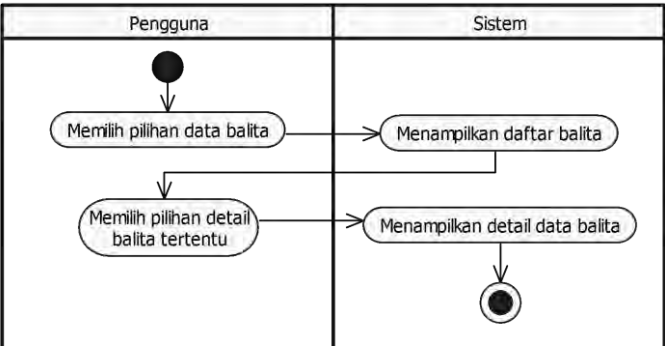 Pengguna
Sistem
Memilih pilihan data balita
Menampilkan daftar balita
Memilih pilihan detail
balita tertentu
Menampilkan detail data balita